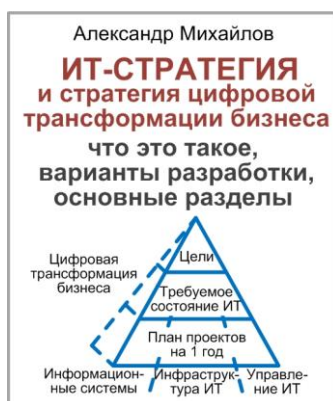 Александр Михайлов
ИТ-СТРАТЕГИЯ
и стратегия цифровой
трансформации бизнеса
что это такое,
варианты разработки,
основные разделы
Цифровая
трансформация
бизнеса
Цели
Требуемое
состояние ИТ
План проектов
на 1 год
Информацион-
ные системы
Инфраструк-
тура ИТ
Управле-
ние ИТ